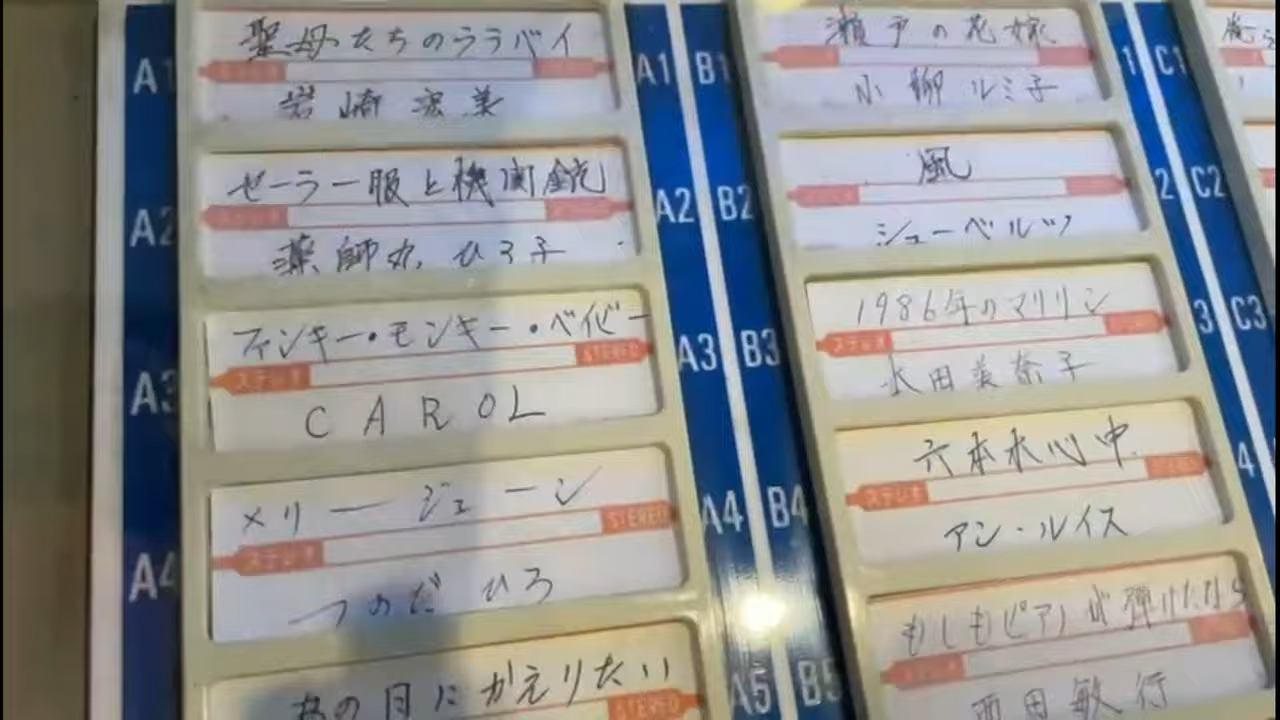 A1
聖母たちのララバイ
岩崎宏美
A1
A2
セーラー服と機関銃
薬師丸ひろ子
A2
A3
ファンキー・モンキー・ベイビー
STEREO
ステレオ
CAROL
A3
A4
メリージェーン
STEREO
ステレオ
つのだひろ
A4
あの日にかえりたい
STEREO
A5
B1
瀬戸の花嫁
小柳ルミ子
1
B2
風
シューベルツ
2
B3
1986年のマリリン
ステレオ
本田美奈子
3
B4
六本木心中
ステレオ
アン・ルイス
4
B5
もしもピアノが弾けたなら
西田敏行
C1
C2
C3